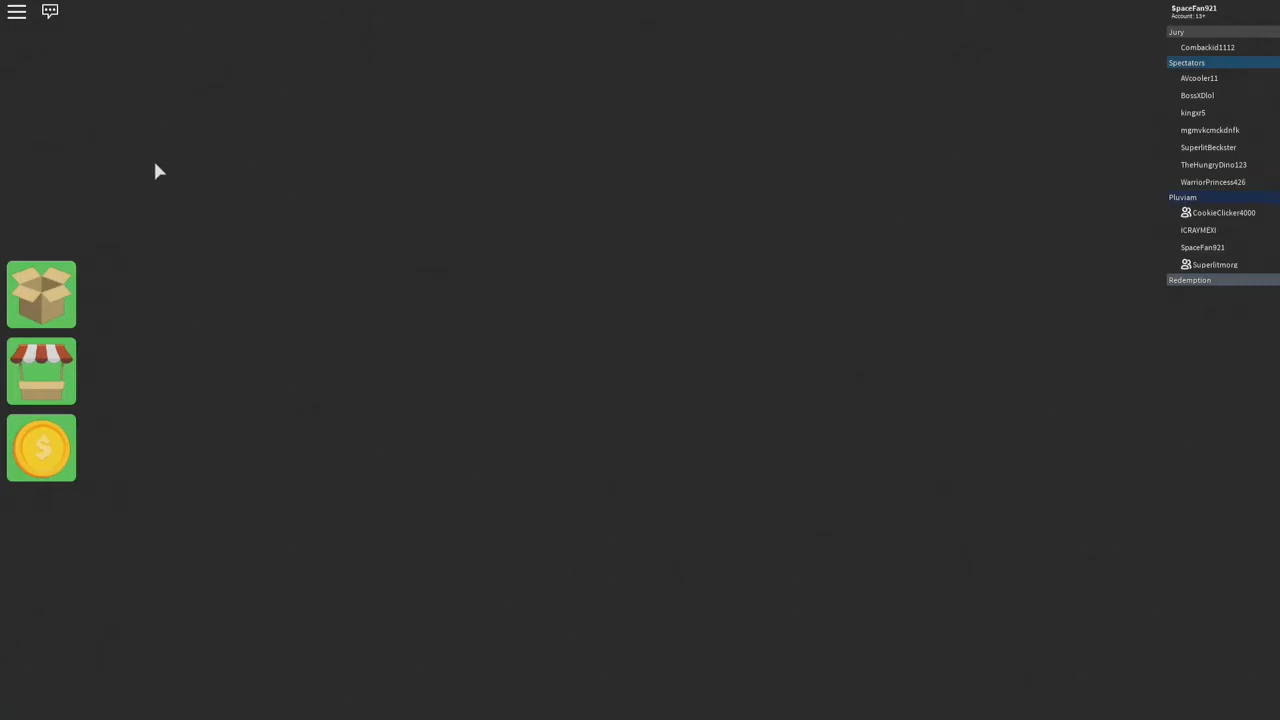 SpaceFan921
Account: 13+
Jury
Combackid1112
Spectators
AVcooler11
BossXDlol
kingxr5
mgmvkcmckdnfk
SuperlitBeckster
TheHungryDino123
WarriorPrincess426
Pluviam
CookieClicker4000
ICRAYMEXI
SpaceFan921
Superlitmorg
Redemption
$